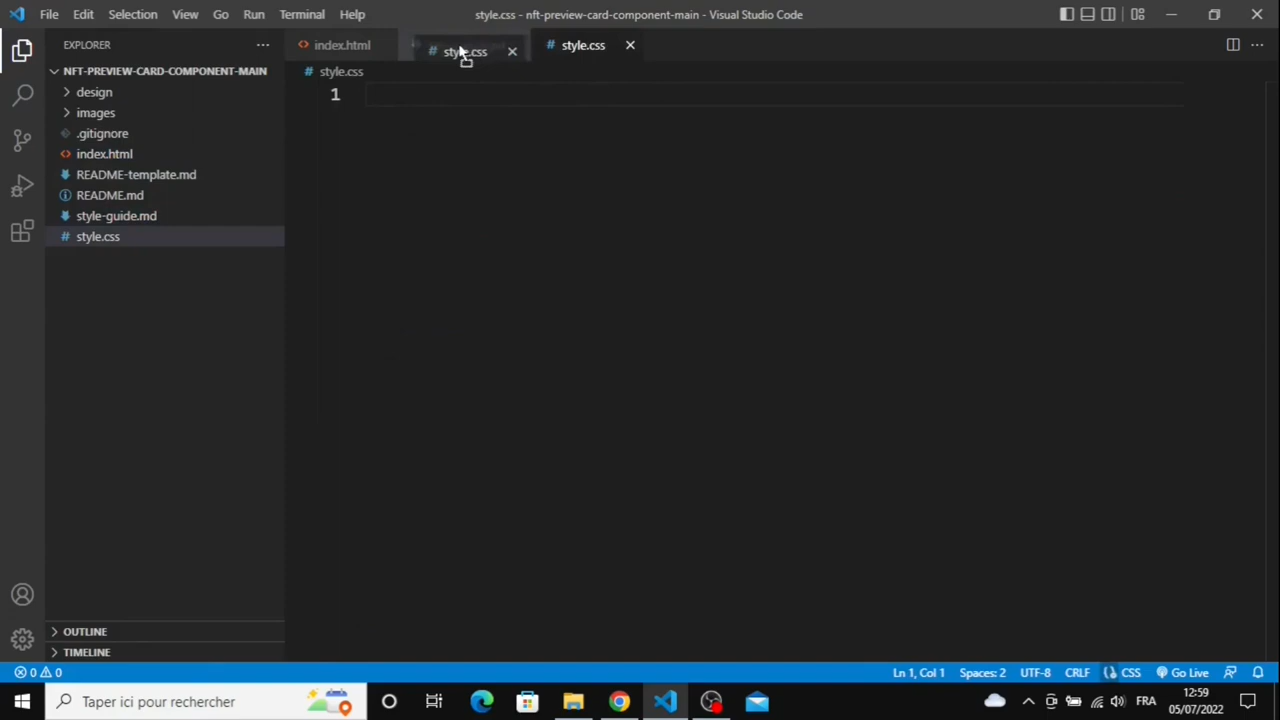 File Edit Selection View Go Run Terminal Help
style.css - nft-preview-card-component-main - Visual Studio Code
EXPLORER
index.html
style.css
style.css
NFT-PREVIEW-CARD-COMPONENT-MAIN
style.css
1
design
images
.gitignore
index.html
README-template.md
README.md
style-guide.md
style.css
OUTLINE
TIMELINE
0 0
Ln 1, Col 1 Spaces: 2 UTF-8 CRLF CSS Go Live
Taper ici pour rechercher
FRA
12:59
05/07/2022